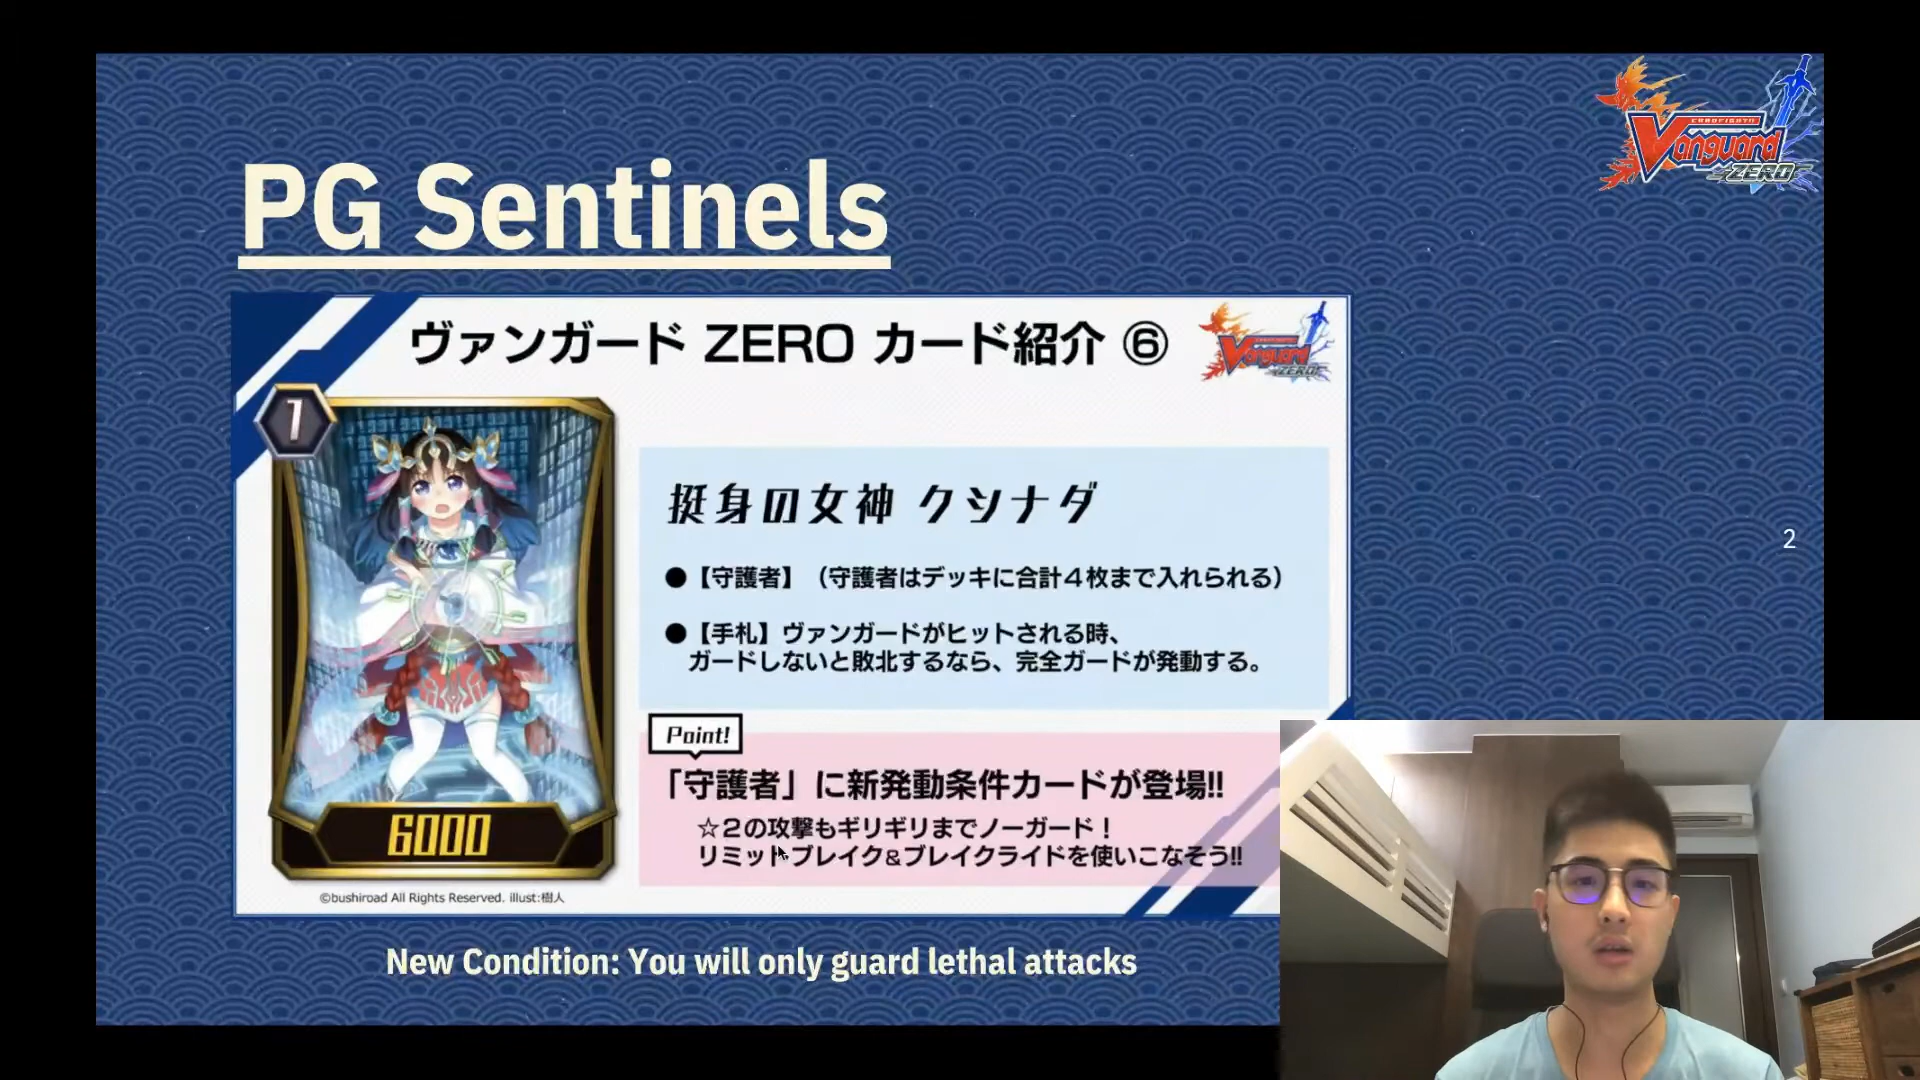 CARDFIGHT!!
Vanguard
ZERO
PG Sentinels
ヴァンガード ZERO カード紹介 ⑥
Vanguard
ZERO
1
挺身の女神 クシナダ
●【守護者】（守護者はデッキに合計４枚まで入れられる）
●【手札】ヴァンガードがヒットされる時、
ガードしないと敗北するなら、完全ガードが発動する。
Point!
「守護者」に新発動条件カードが登場!!
☆２の攻撃もギリギリまでノーガード！
リミットブレイク&ブレイクライドを使いこなそう!!
6000
©bushiroad All Rights Reserved. illust:樹人
2
New Condition: You will only guard lethal attacks